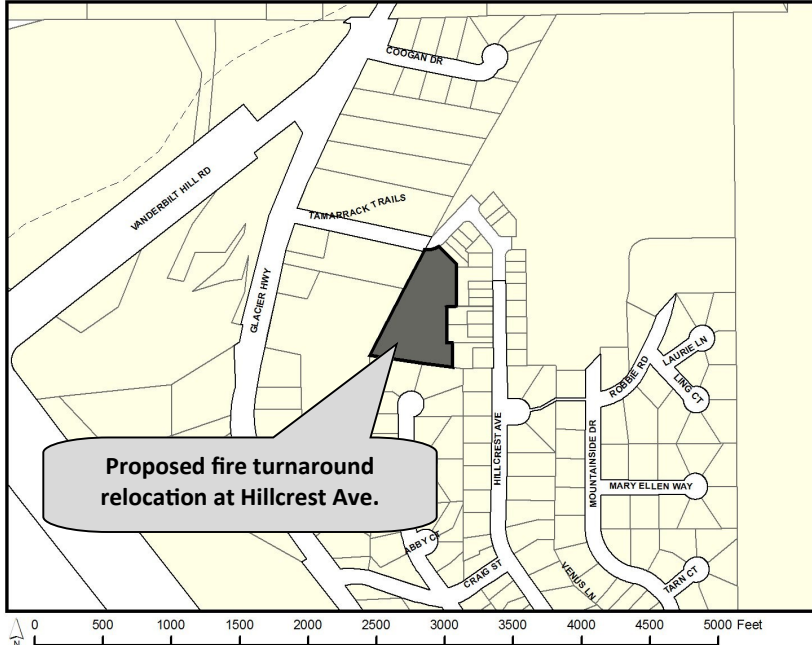 COOGAN DR
VANDERBILT HILL RD
TAMARRACK TRAILS
GLACIER HWY
ROBBIE RD
LAURIE LN
LING CT
HILLCREST AVE
MOUNTAINSIDE DR
Proposed fire turnaround
relocation at Hillcrest Ave.
MARY ELLEN WAY
ABBY CT
CRAIG ST
VENUS LN
TARN CT
N
0 500 1000 1500 2000 2500 3000 3500 4000 4500 5000 Feet